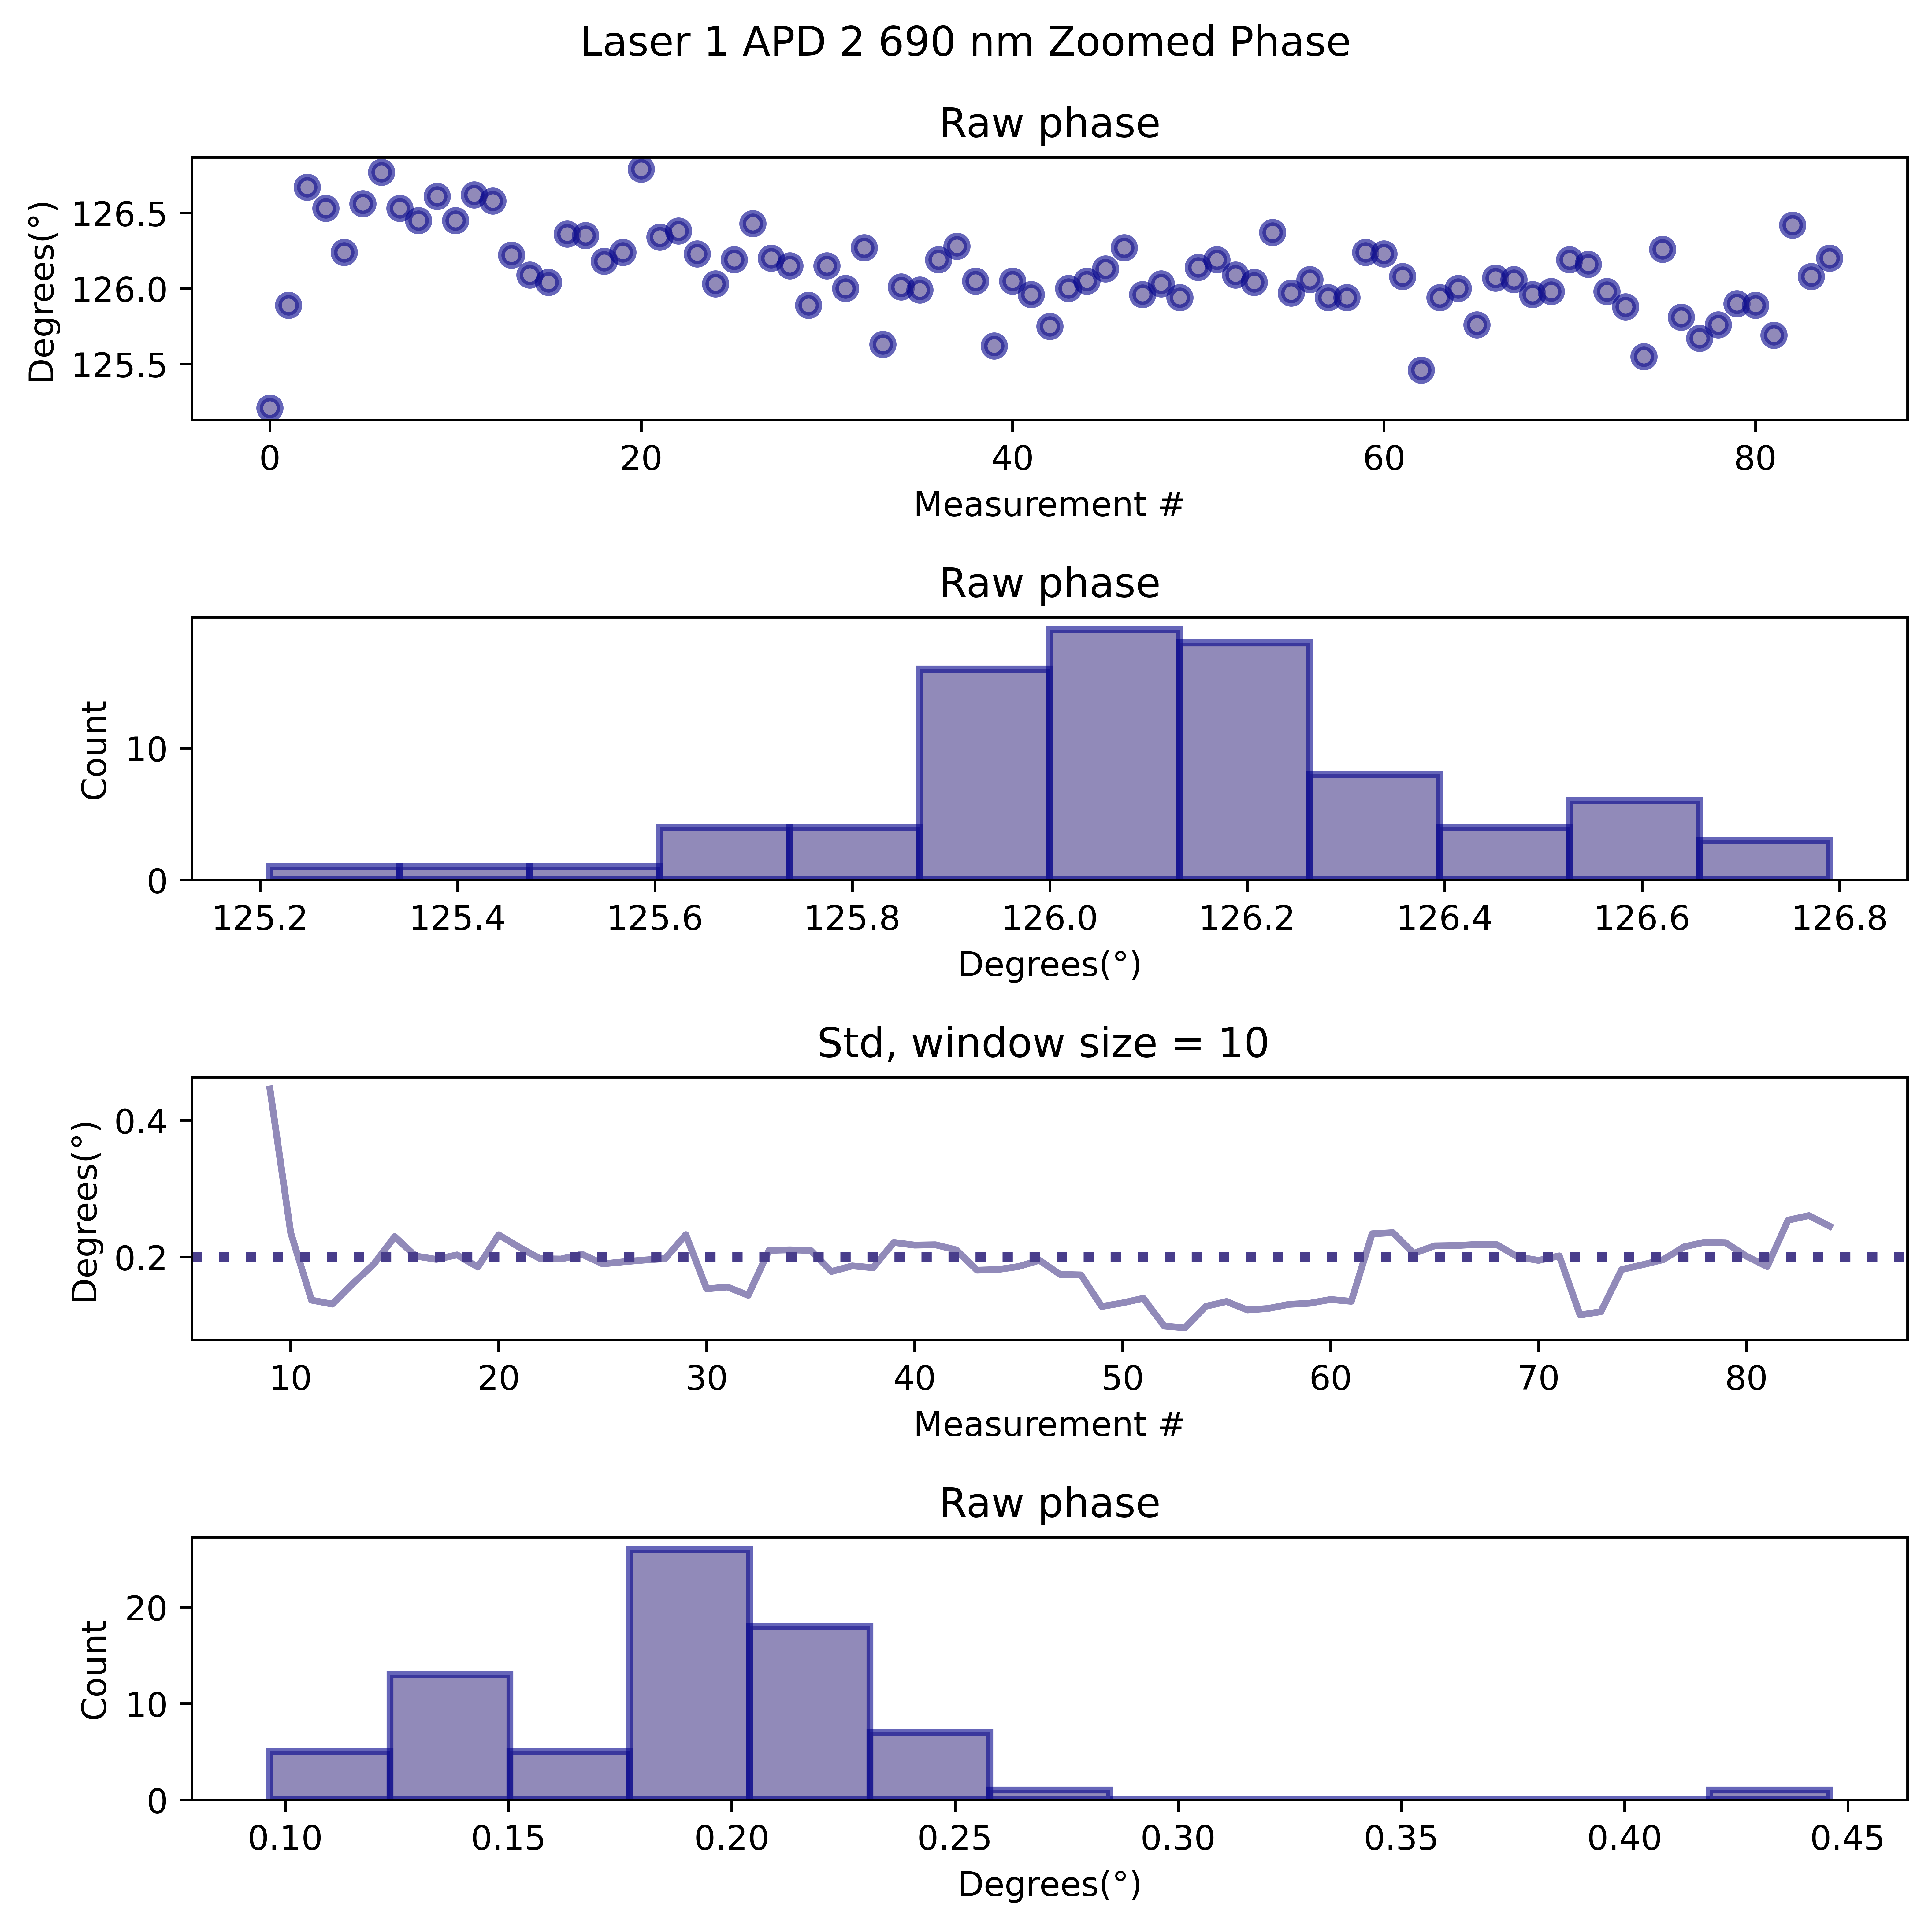 Laser 1 APD 2 690 nm Zoomed Phase
Raw phase
Degrees(°)
126.5
126.0
125.5
0 20 40 60 80
Measurement #
Raw phase
Count
10
0
125.2 125.4 125.6 125.8 126.0 126.2 126.4 126.6 126.8
Degrees(°)
Std, window size = 10
Degrees(°)
0.4
0.2
10 20 30 40 50 60 70 80
Measurement #
Raw phase
Count
20
10
0
0.10 0.15 0.20 0.25 0.30 0.35 0.40 0.45
Degrees(°)